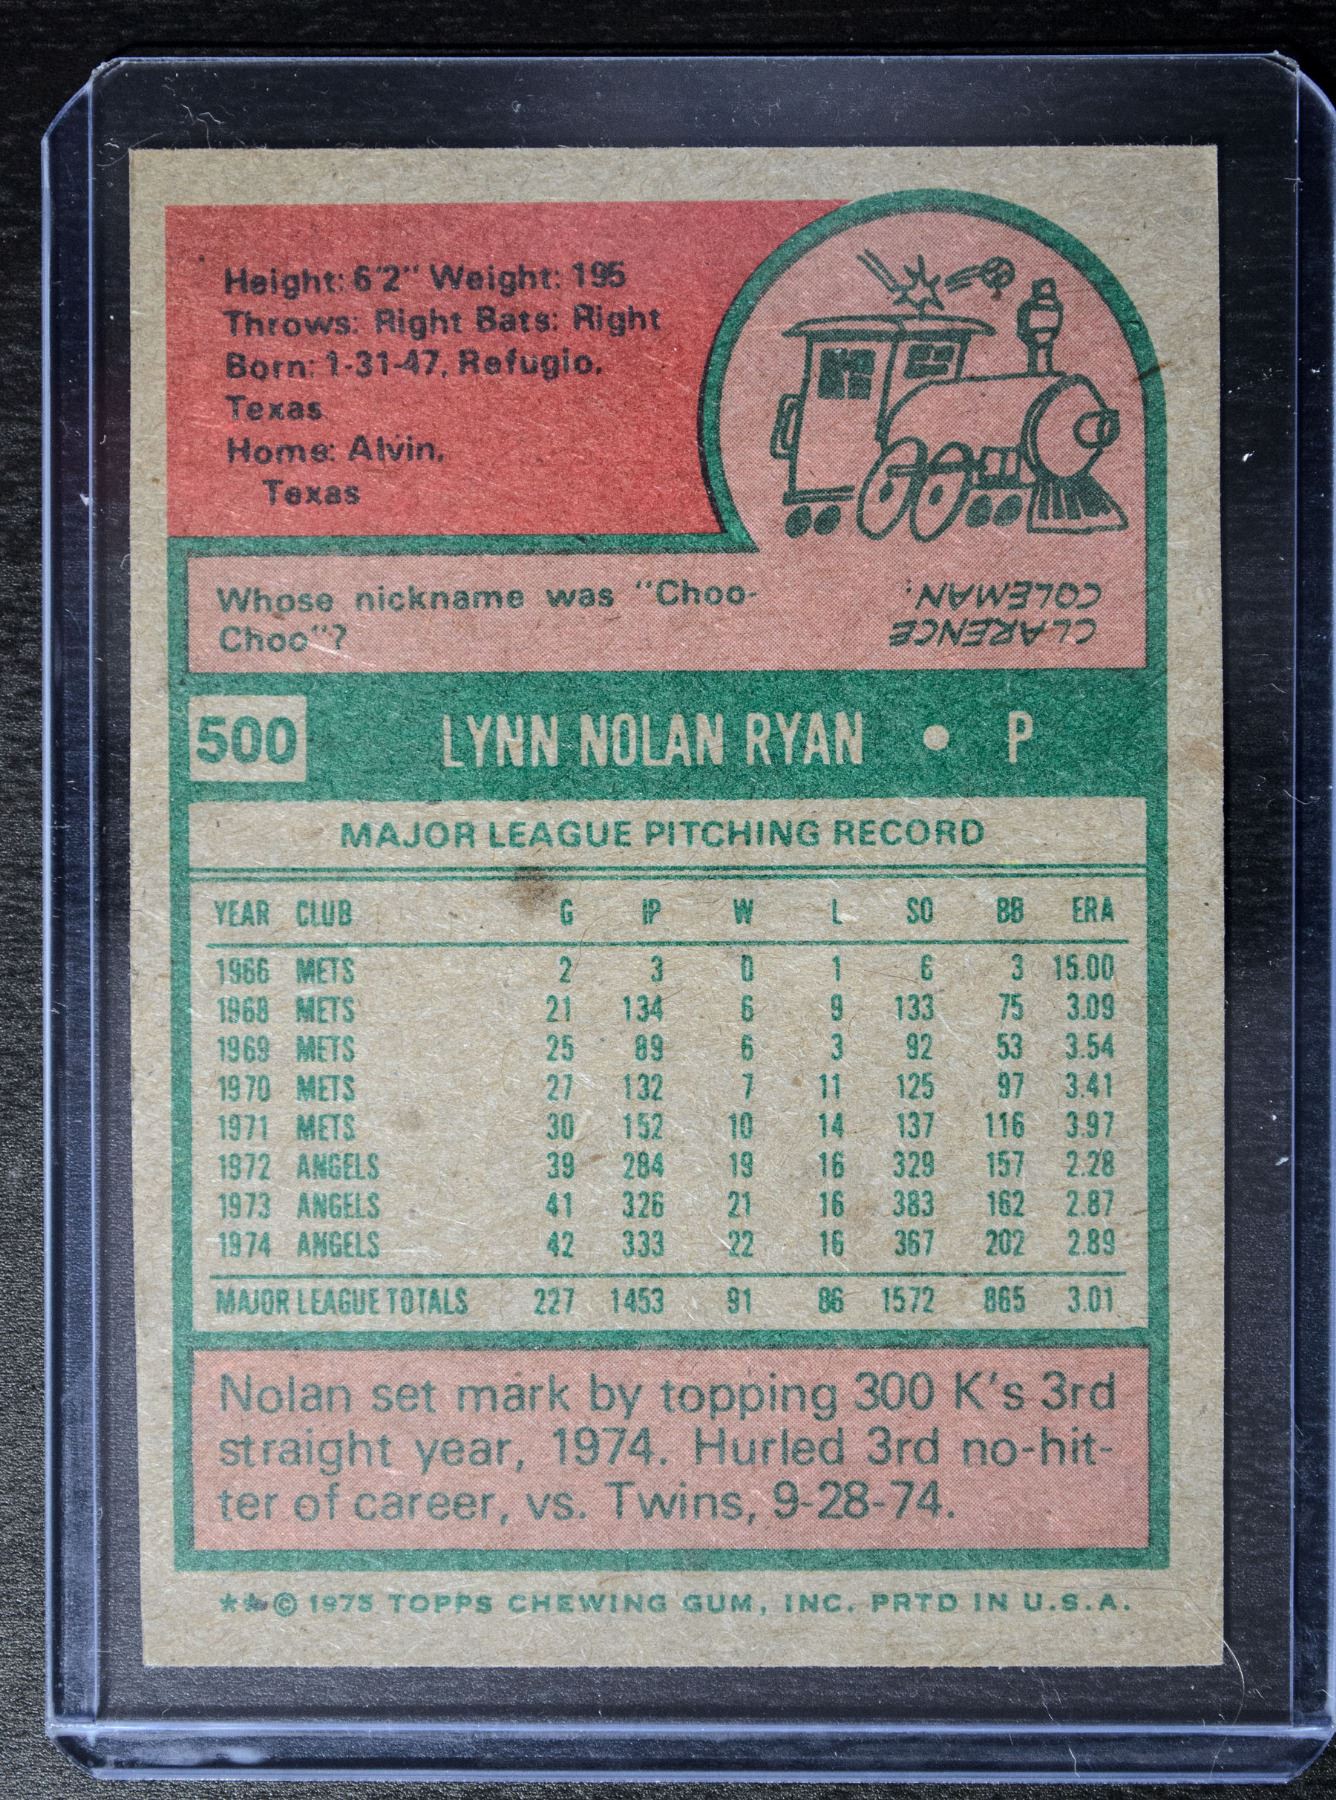 Height: 6'2" Weight: 195
Throws: Right Bats: Right
Born: 1-31-47, Refugio,
Texas
Home: Alvin,
Texas
Whose nickname was "Choo-
Choo"?
CLARENCE
COLEMAN.
500 LYNN NOLAN RYAN • P
MAJOR LEAGUE PITCHING RECORD
YEAR CLUB G IP W L SO BB ERA
1966 METS 2 3 0 1 6 3 15.00
1968 METS 21 134 6 9 133 75 3.09
1969 METS 25 89 6 3 92 53 3.54
1970 METS 27 132 7 11 125 97 3.41
1971 METS 30 152 10 14 137 116 3.97
1972 ANGELS 39 284 19 16 329 157 2.28
1973 ANGELS 41 326 21 16 383 162 2.87
1974 ANGELS 42 333 22 16 367 202 2.89
MAJOR LEAGUE TOTALS 227 1453 91 86 1572 865 3.01
Nolan set mark by topping 300 K's 3rd
straight year, 1974. Hurled 3rd no-hit-
ter of career, vs. Twins, 9-28-74.
**© 1975 TOPPS CHEWING GUM, INC. PRTD IN U.S.A.